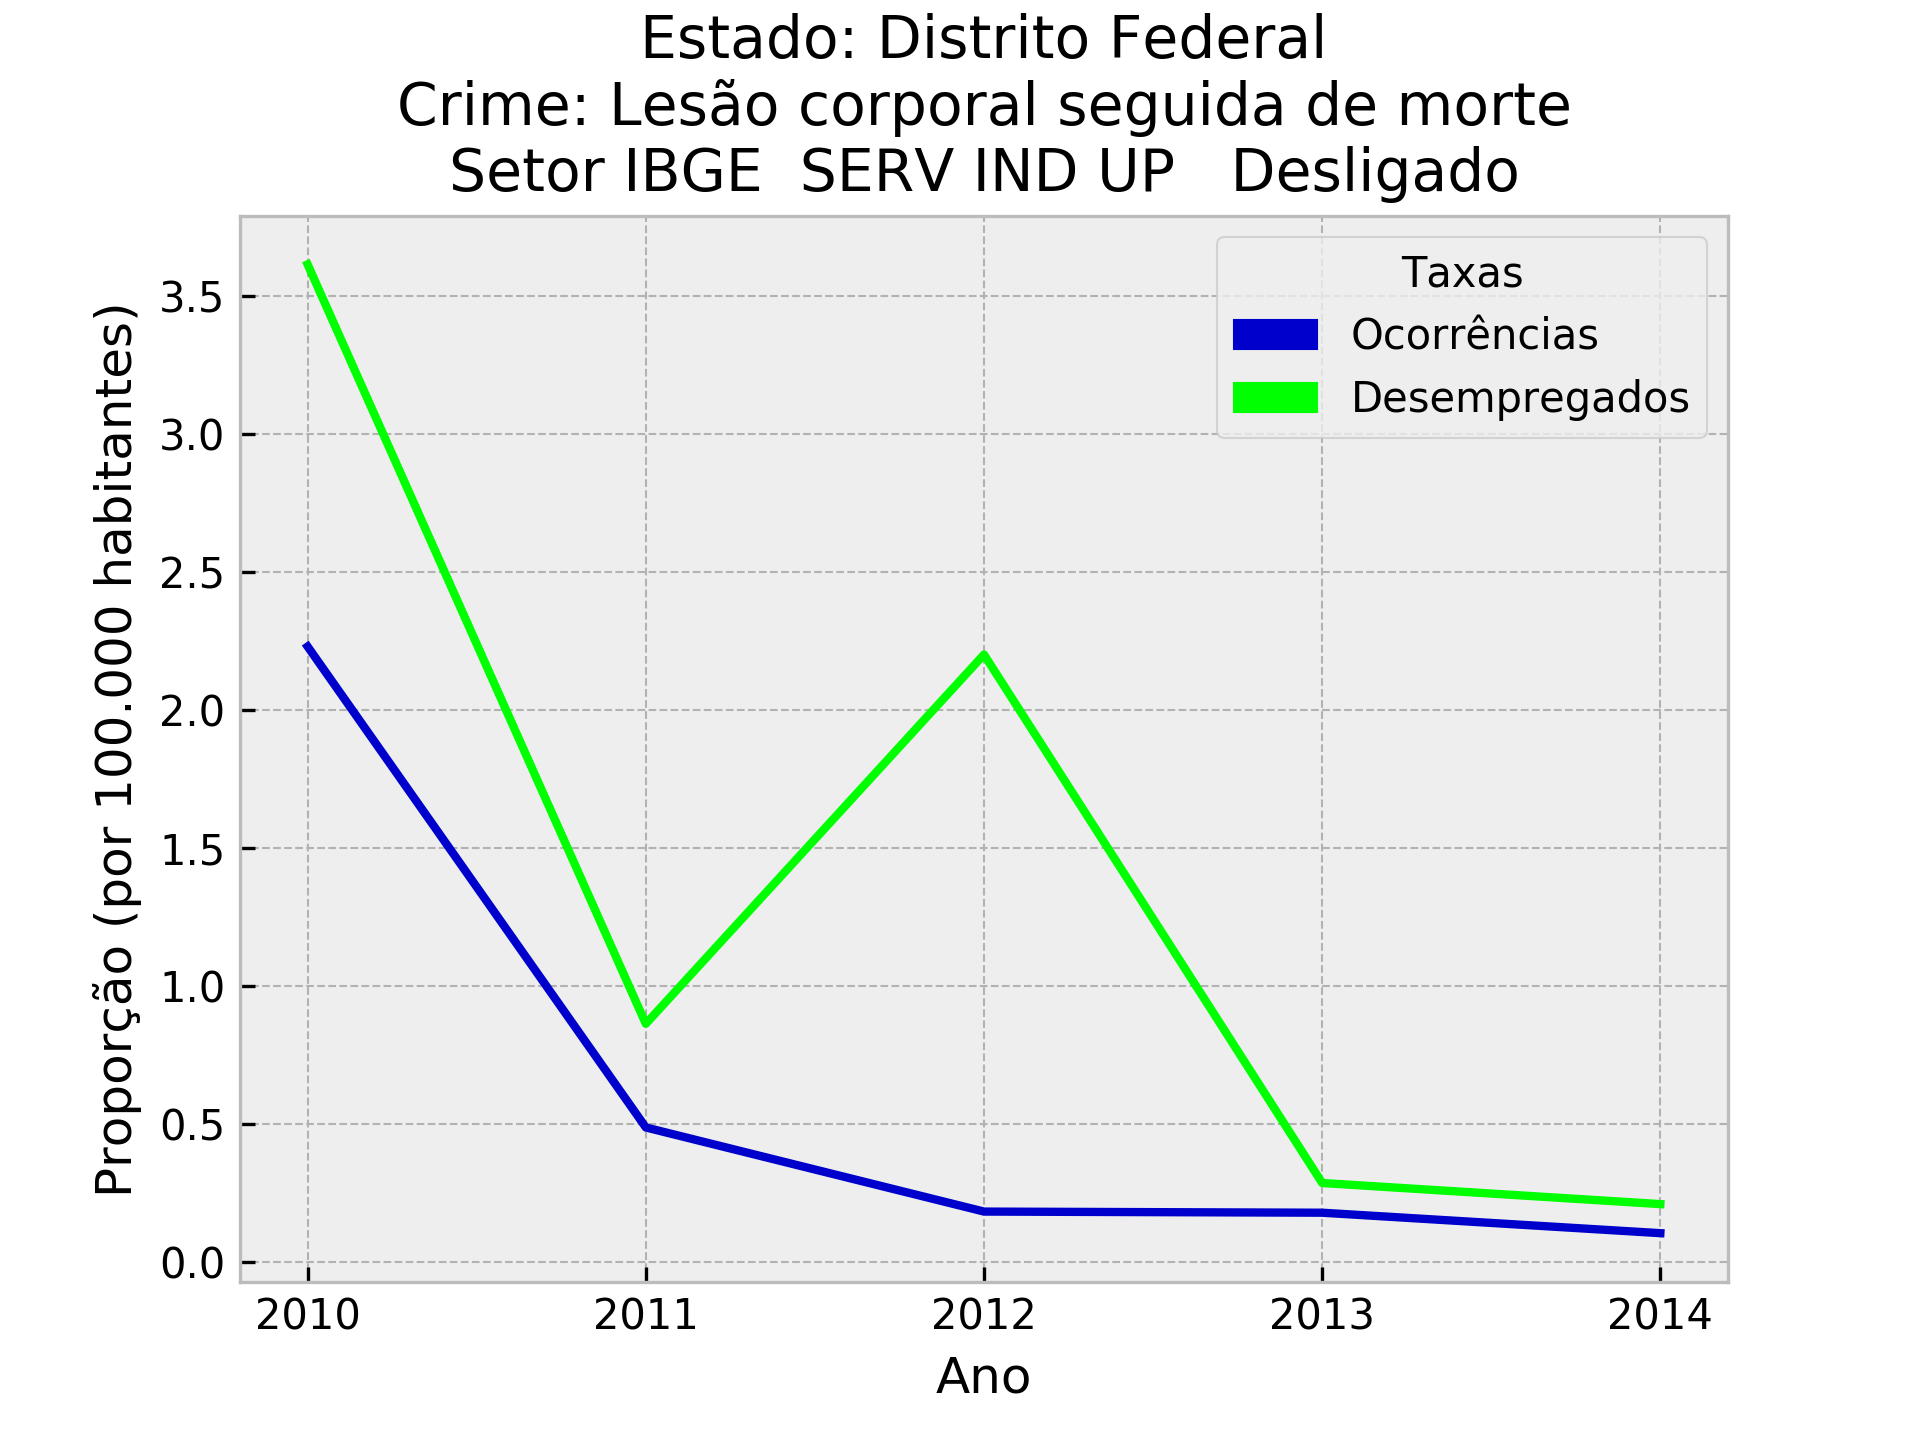 Estado: Distrito Federal
Crime: Lesão corporal seguida de morte
Setor IBGE  SERV IND UP   Desligado
Taxas
Ocorrências
Desempregados
Proporção (por 100.000 habitantes)
3.5
3.0
2.5
2.0
1.5
1.0
0.5
0.0
2010 2011 2012 2013 2014
Ano